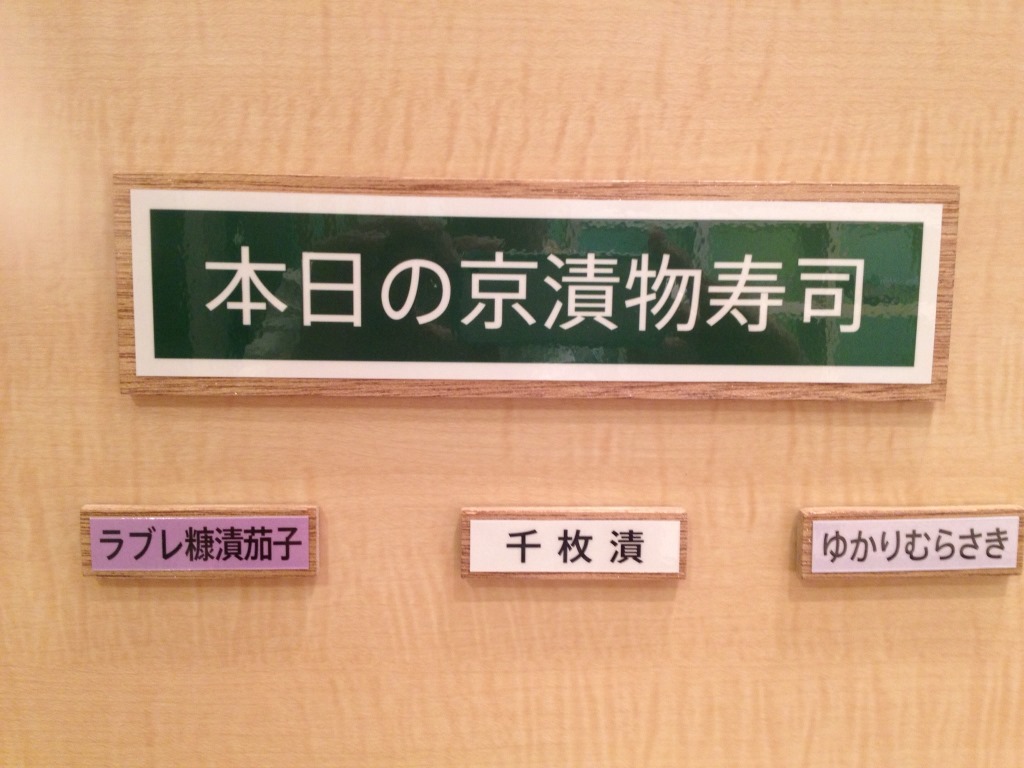 本日の京漬物寿司
ラブレ糠漬茄子
千枚漬
ゆかりむらさき